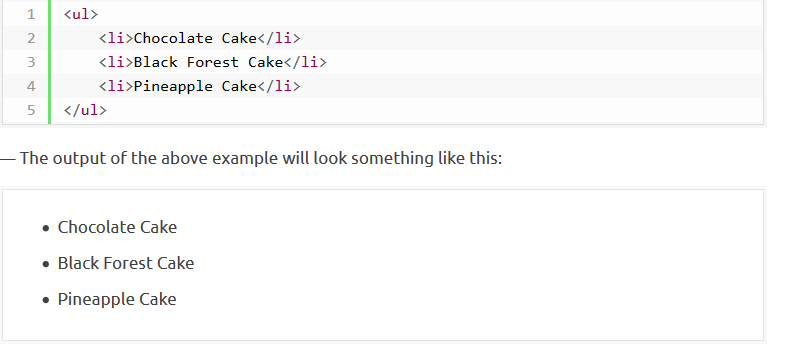 1 <ul>
2     <li>Chocolate Cake</li>
3     <li>Black Forest Cake</li>
4     <li>Pineapple Cake</li>
5 </ul>
— The output of the above example will look something like this:
• Chocolate Cake
• Black Forest Cake
• Pineapple Cake